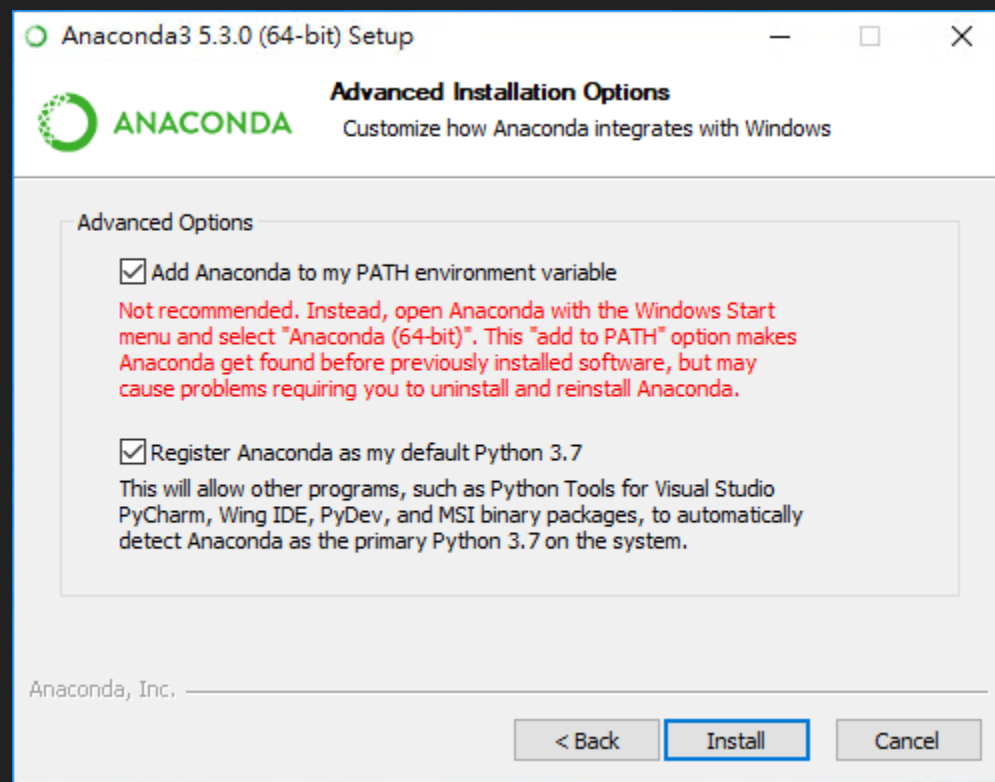 Anaconda3 5.3.0 (64-bit) Setup
ANACONDA
Advanced Installation Options
Customize how Anaconda integrates with Windows
Advanced Options
Add Anaconda to my PATH environment variable
Not recommended. Instead, open Anaconda with the Windows Start
menu and select "Anaconda (64-bit)". This "add to PATH" option makes
Anaconda get found before previously installed software, but may
cause problems requiring you to uninstall and reinstall Anaconda.
Register Anaconda as my default Python 3.7
This will allow other programs, such as Python Tools for Visual Studio
PyCharm, Wing IDE, PyDev, and MSI binary packages, to automatically
detect Anaconda as the primary Python 3.7 on the system.
Anaconda, Inc.
< Back Install Cancel